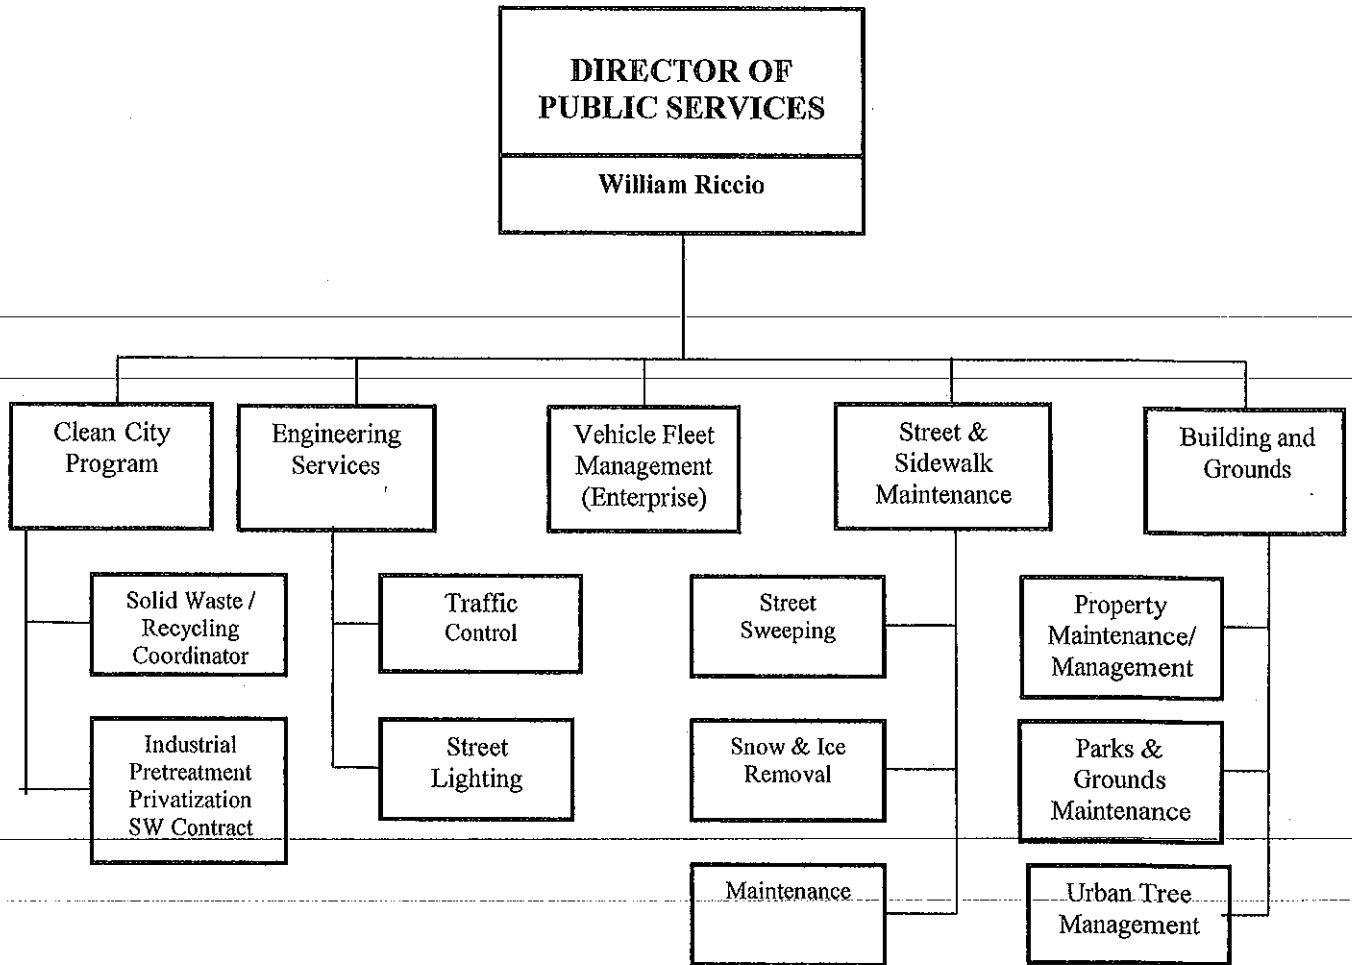 DIRECTOR OF
PUBLIC SERVICES
William Riccio
Clean City
Program
Engineering
Services
Vehicle Fleet
Management
(Enterprise)
Street &
Sidewalk
Maintenance
Building and
Grounds
Solid Waste /
Recycling
Coordinator
Traffic
Control
Street
Sweeping
Property
Maintenance/
Management
Industrial
Pretreatment
Privatization
SW Contract
Street
Lighting
Snow & Ice
Removal
Parks &
Grounds
Maintenance
Maintenance
Urban Tree
Management